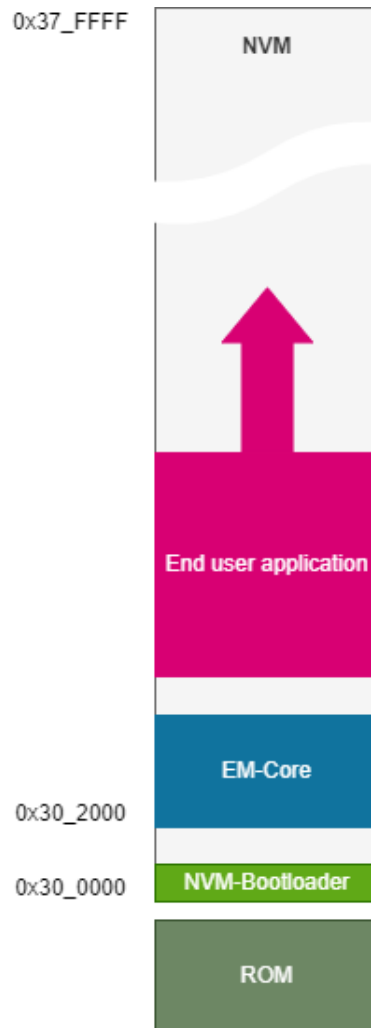 0x37_FFFF
NVM
End user application
EM-Core
0x30_2000
NVM-Bootloader
0x30_0000
ROM